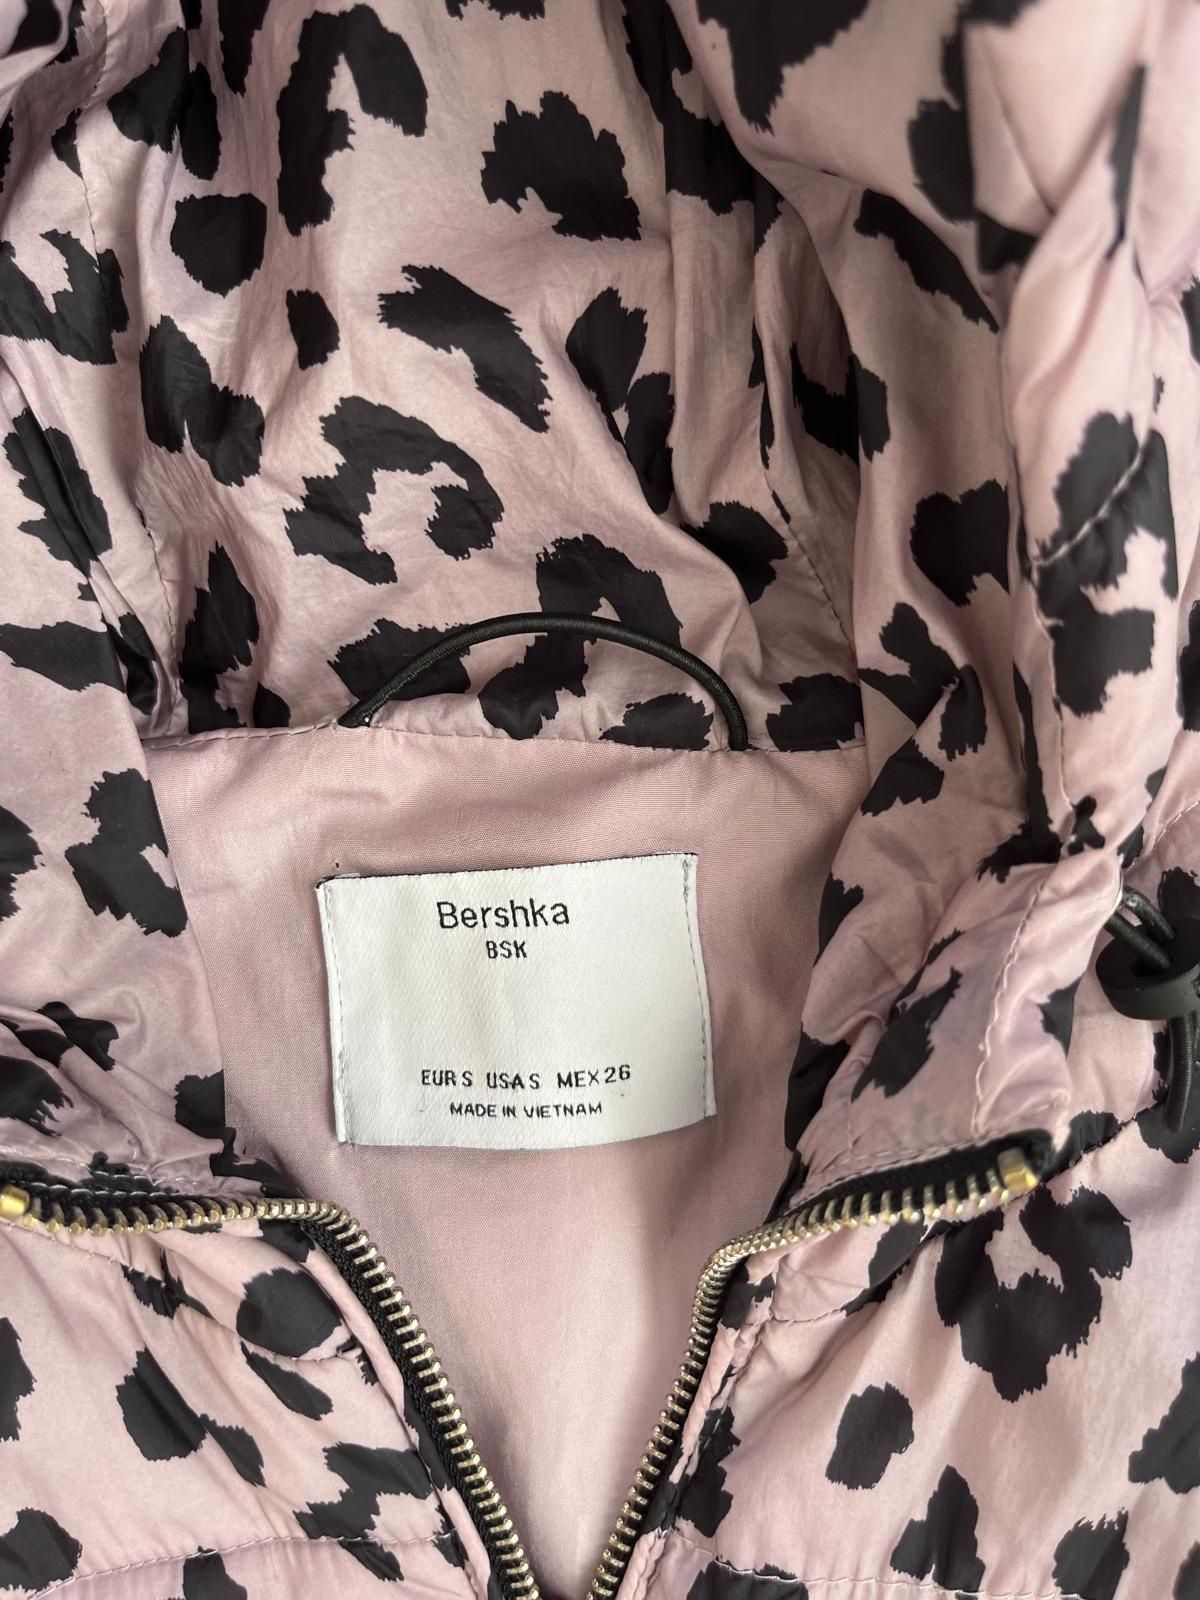 Bershka
BSK
EUR S USA S MEX 26
MADE IN VIETNAM